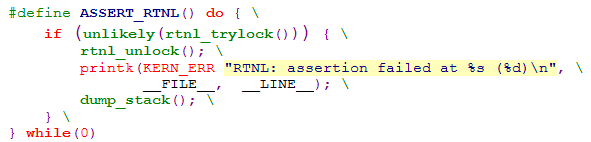 #define ASSERT_RTNL() do { \
    if (unlikely(rtnl_trylock())) { \
        rtnl_unlock(); \
        printk(KERN_ERR "RTNL: assertion failed at %s (%d)\n", \
               __FILE__,  __LINE__); \
        dump_stack(); \
    } \
} while(0)